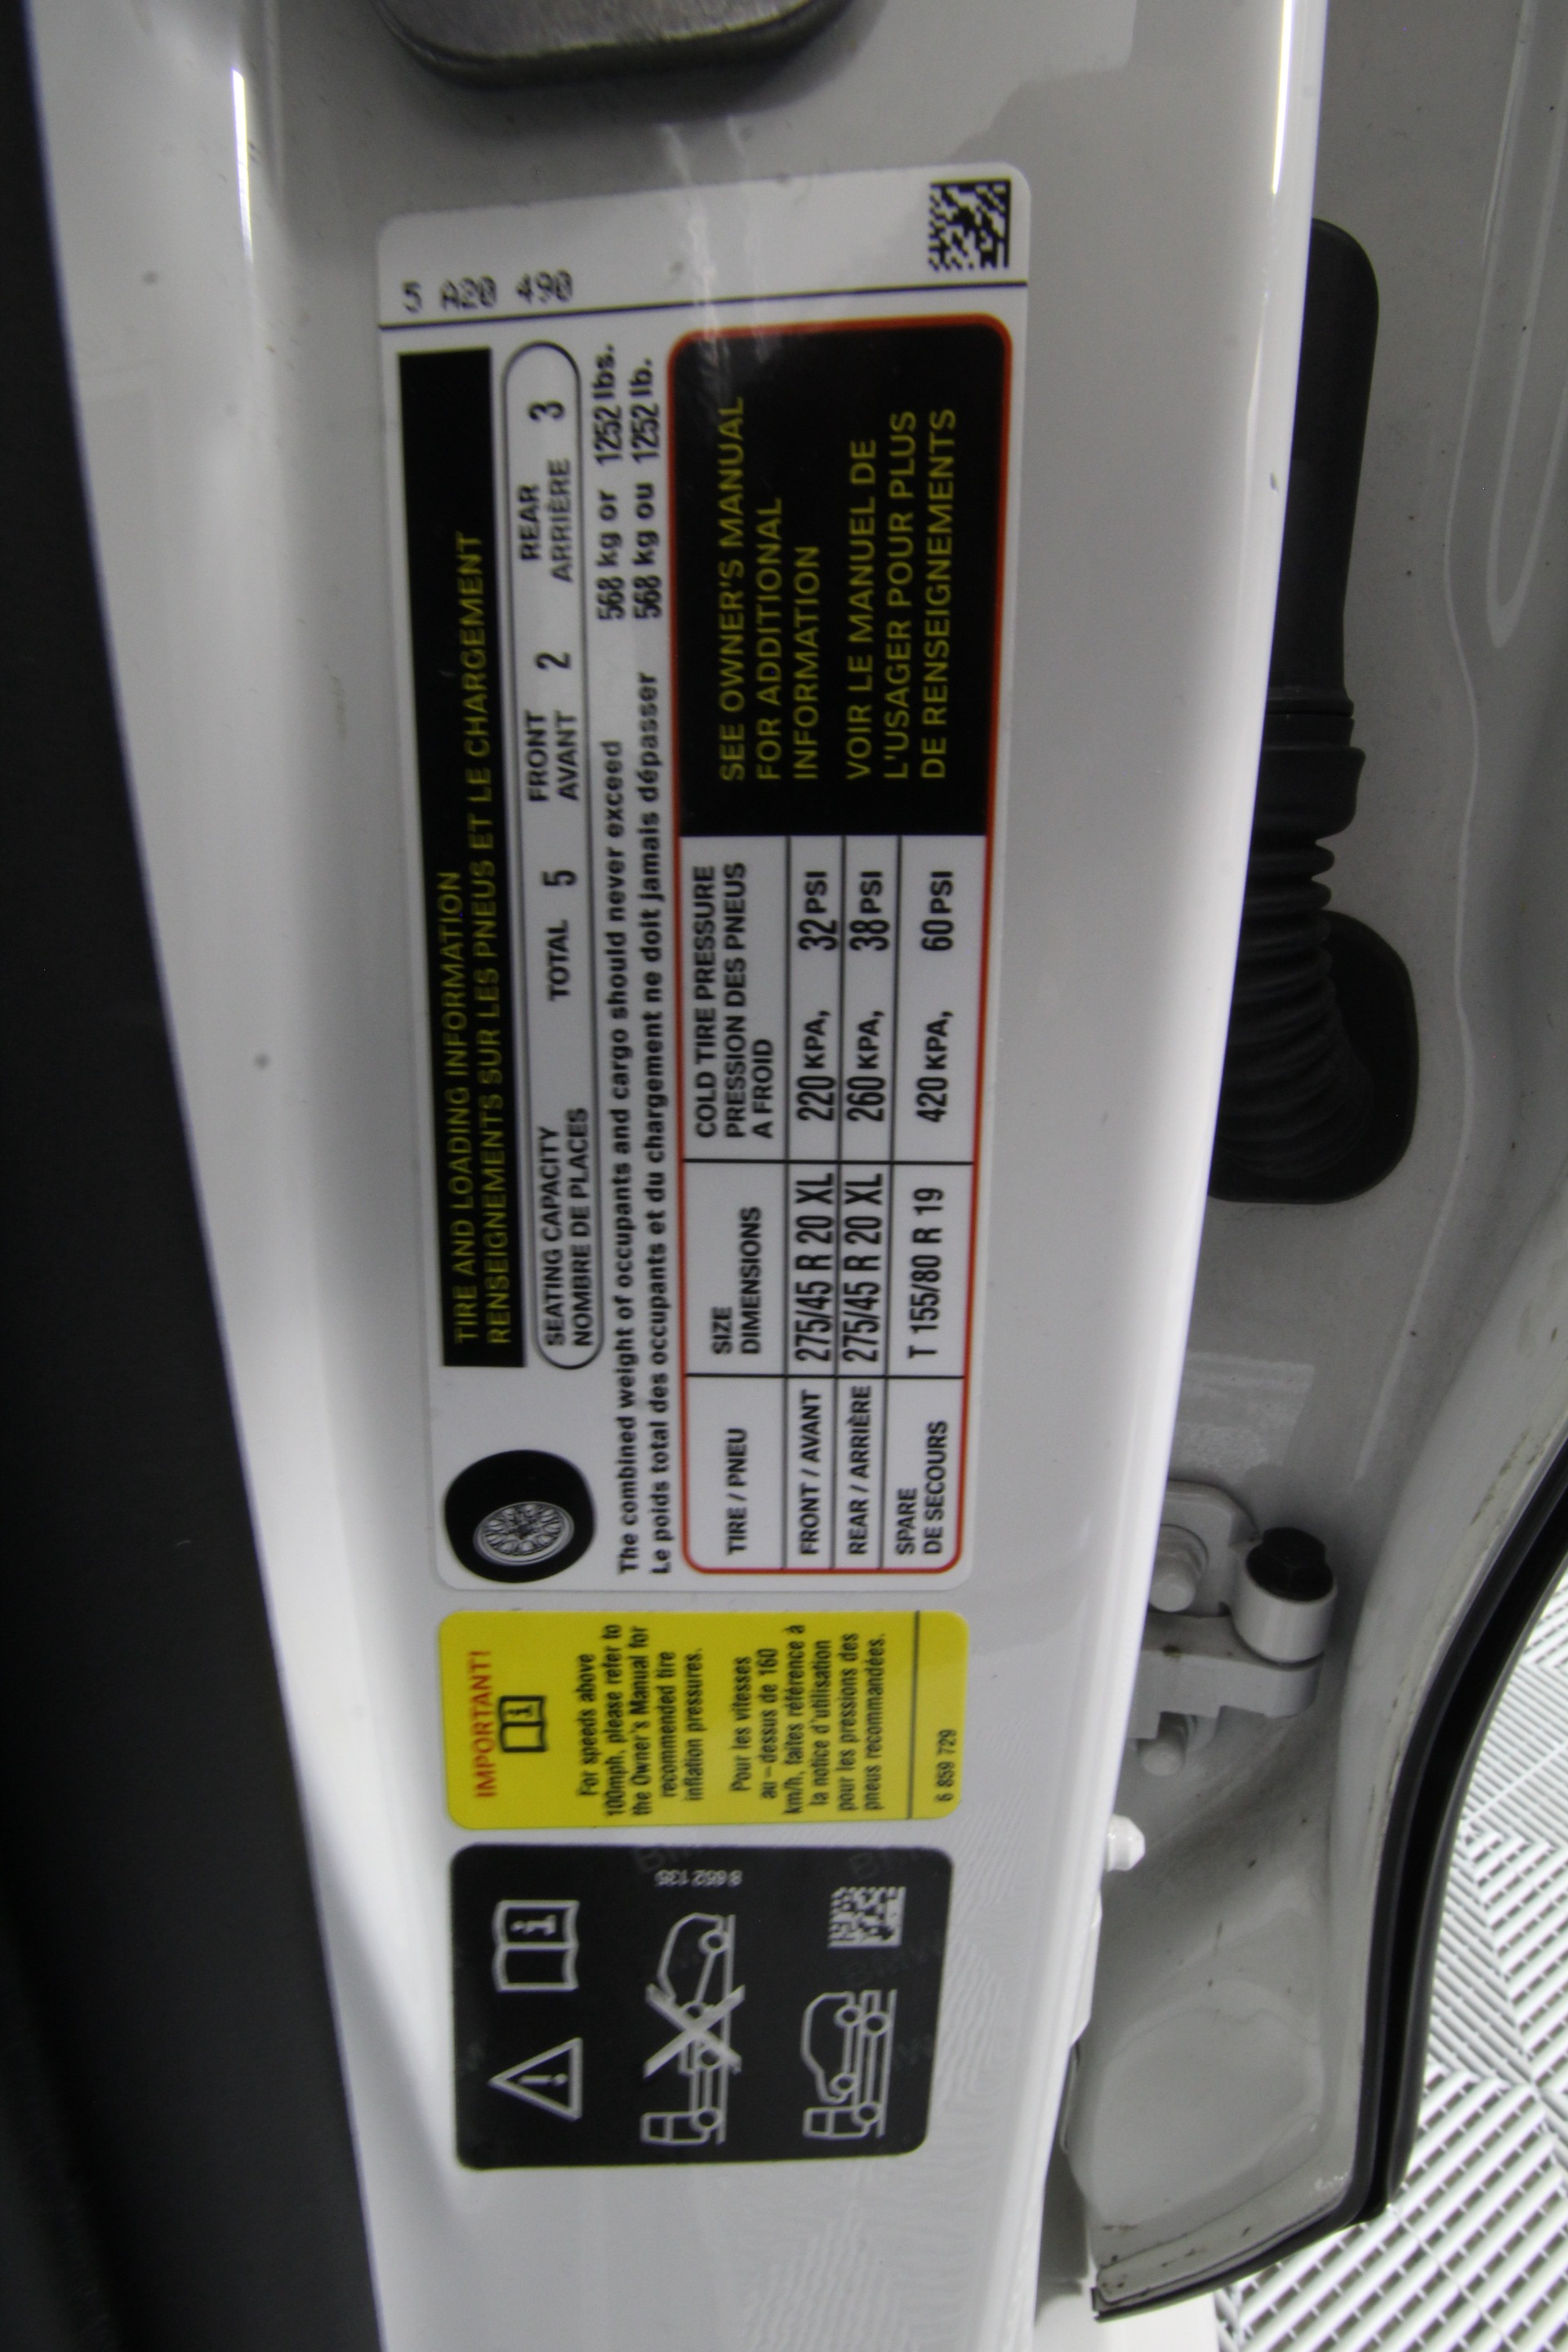 5 A20 490
TIRE AND LOADING INFORMATION
RENSEIGNEMENTS SUR LES PNEUS ET LE CHARGEMENT
SEATING CAPACITY TOTAL 5 FRONT 2 REAR 3
NOMBRE DE PLACES AVANT ARRIÈRE
The combined weight of occupants and cargo should never exceed 568 kg or 1252 lbs.
Le poids total des occupants et du chargement ne doit jamais dépasser 568 kg ou 1252 lb.
TIRE / PNEU
SIZE
DIMENSIONS
COLD TIRE PRESSURE
PRESSION DES PNEUS
A FROID
FRONT / AVANT 275/45 R 20 XL 220 KPA, 32 PSI
REAR / ARRIÈRE 275/45 R 20 XL 260 KPA, 38 PSI
SPARE
DE SECOURS T 155/80 R 19 420 KPA, 60 PSI
SEE OWNER'S MANUAL
FOR ADDITIONAL
INFORMATION
VOIR LE MANUEL DE
L'USAGER POUR PLUS
DE RENSEIGNEMENTS
IMPORTANT!
For speeds above
100mph, please refer to
the Owner's Manual for
recommended tire
inflation pressures.
Pour les vitesses
au-dessus de 160
km/h, faites référence à
la notice d'utilisation
pour les pressions des
pneus recommandées.
6 859 729
8 652 135